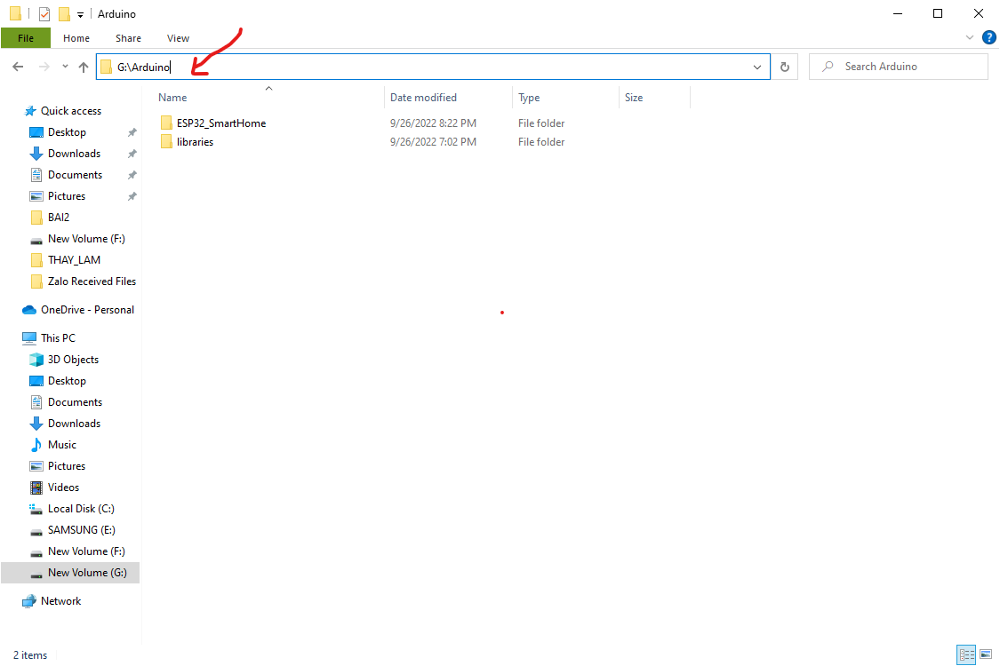 Arduino
File Home Share View
G:\Arduino Search Arduino
Name Date modified Type Size
ESP32_SmartHome 9/26/2022 8:22 PM File folder
libraries 9/26/2022 7:02 PM File folder
Quick access
Desktop
Downloads
Documents
Pictures
BAI2
New Volume (F:)
THAY_LAM
Zalo Received Files
OneDrive - Personal
This PC
3D Objects
Desktop
Documents
Downloads
Music
Pictures
Videos
Local Disk (C:)
SAMSUNG (E:)
New Volume (F:)
New Volume (G:)
Network
2 items